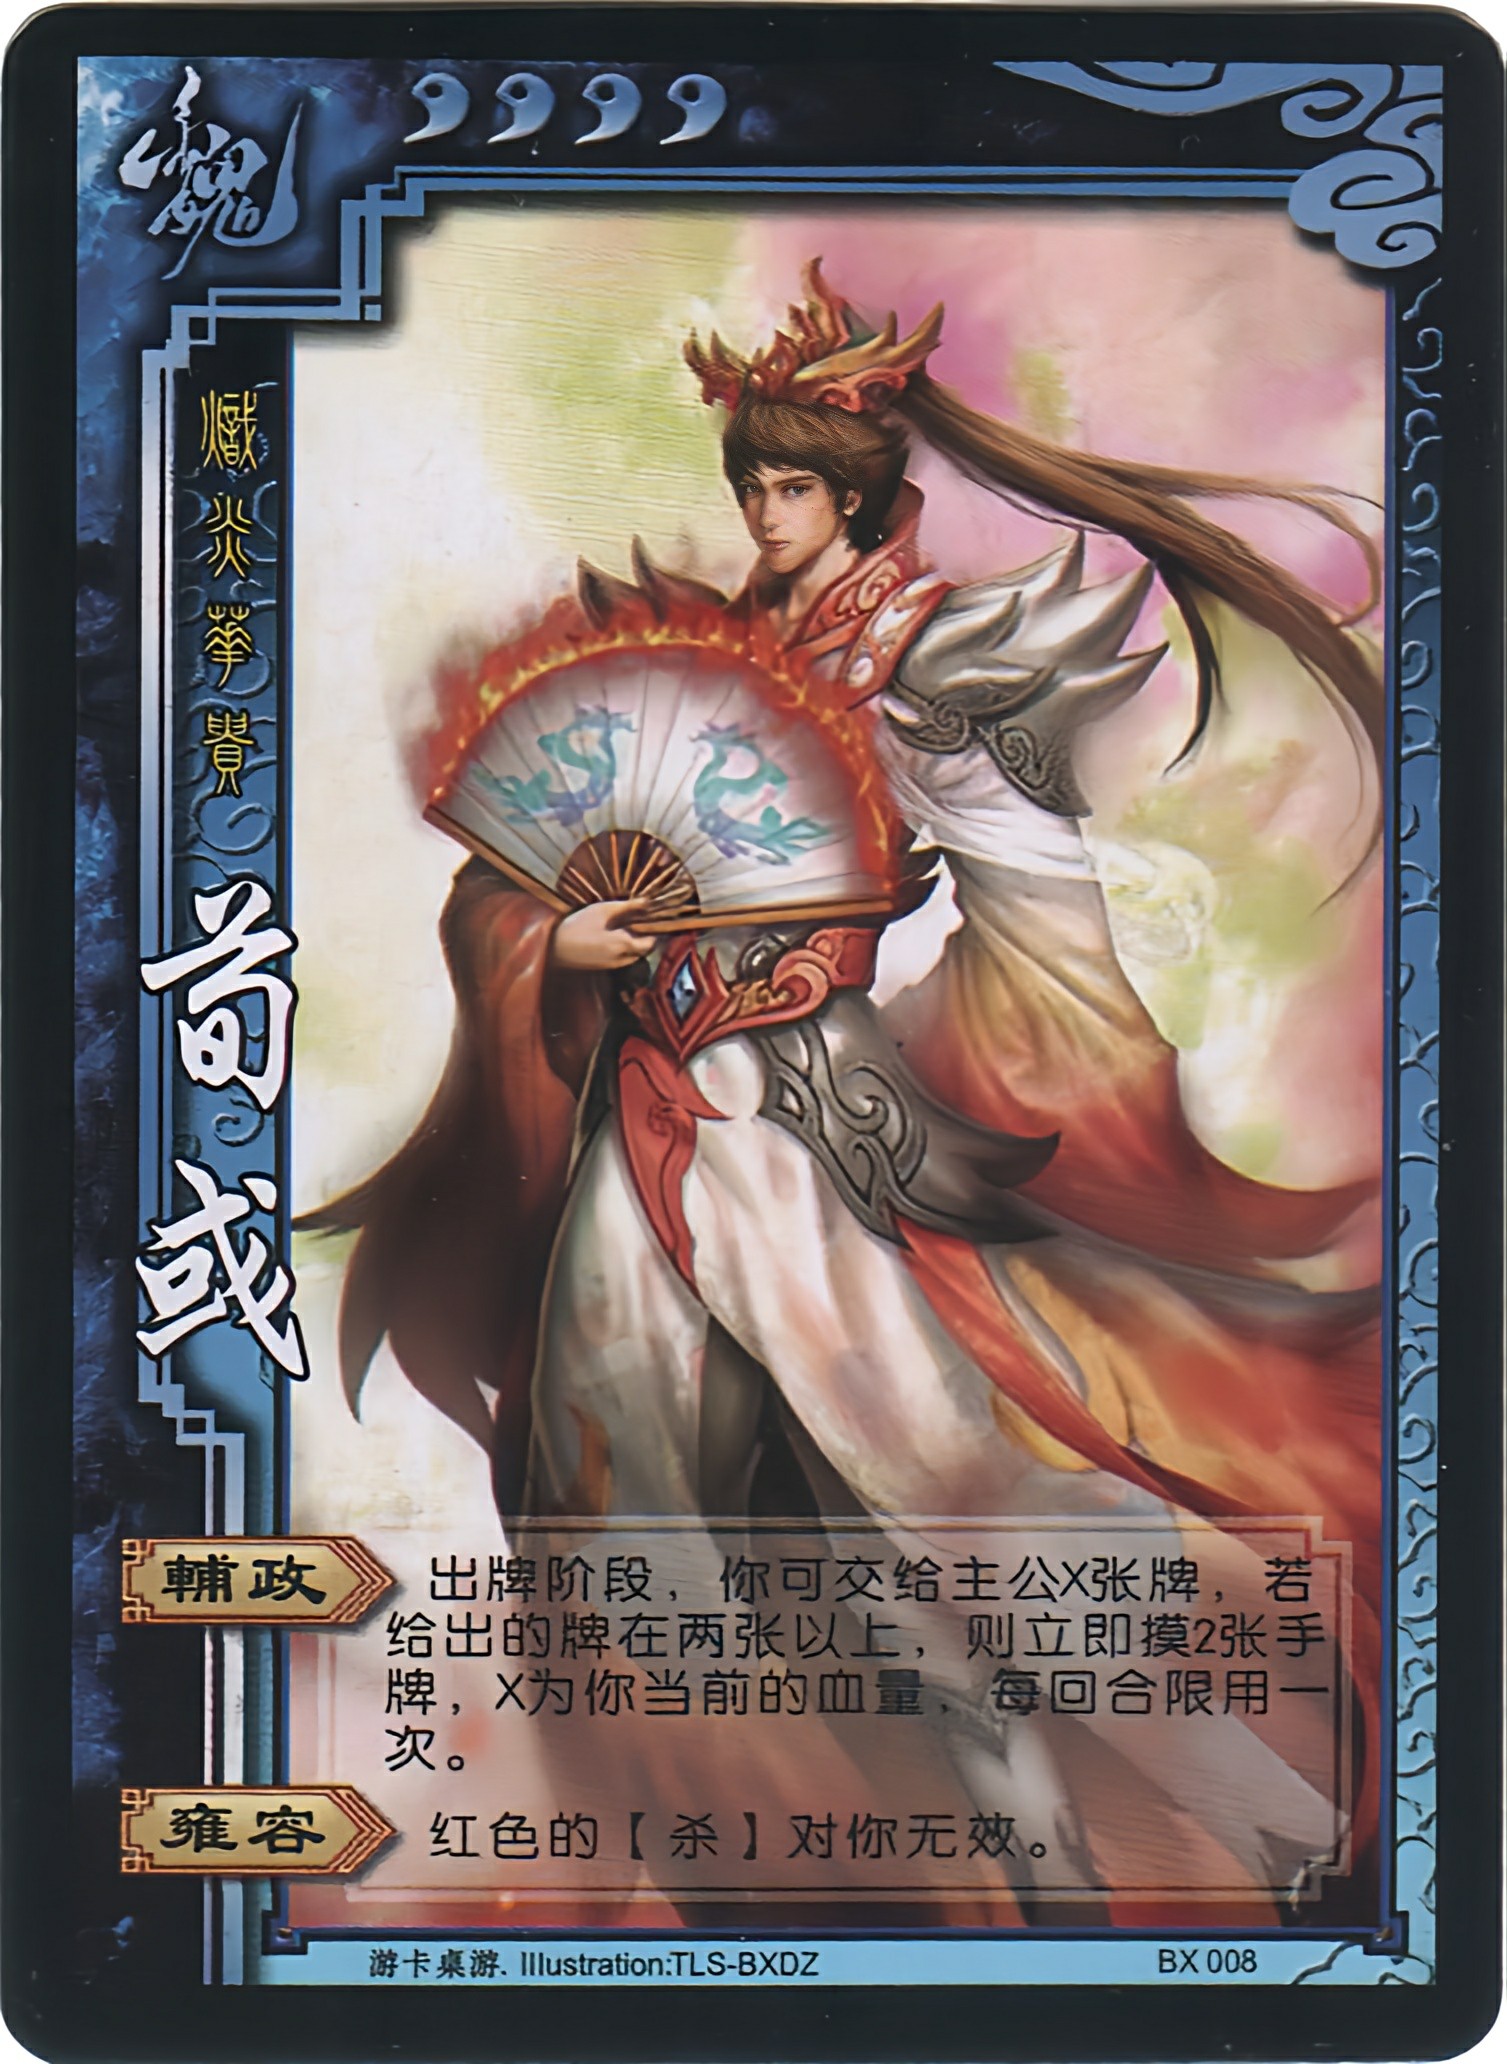 魏
熾炎華貴
荀彧
輔政
出牌阶段，你可交给主公X张牌，若
给出的牌在两张以上，则立即摸2张手
牌，X为你当前的血量，每回合限用一
次。
雍容
红色的【杀】对你无效。
游卡桌游. Illustration:TLS-BXDZ
BX 008